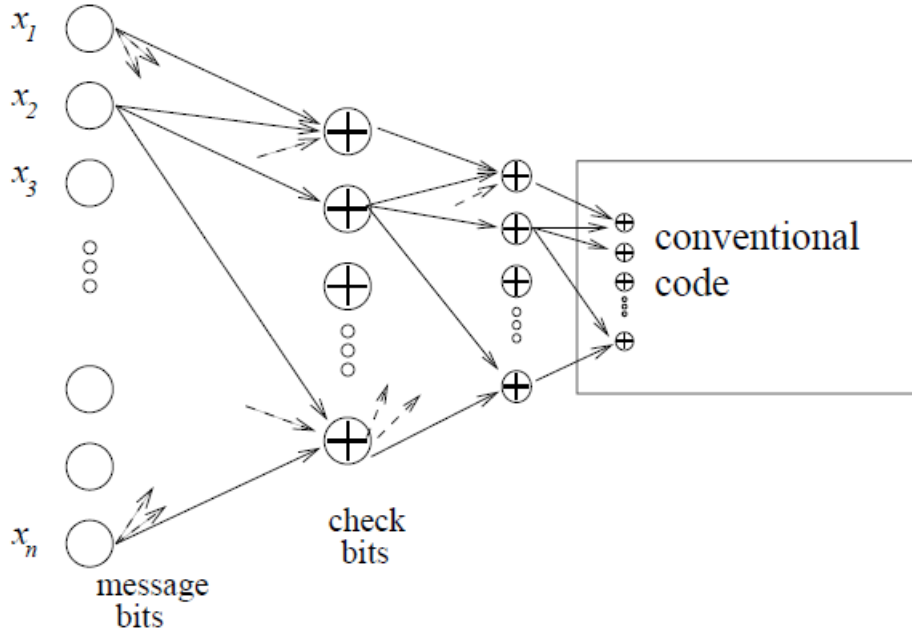 x1
x2
x3
xn
message
bits
check
bits
conventional
code